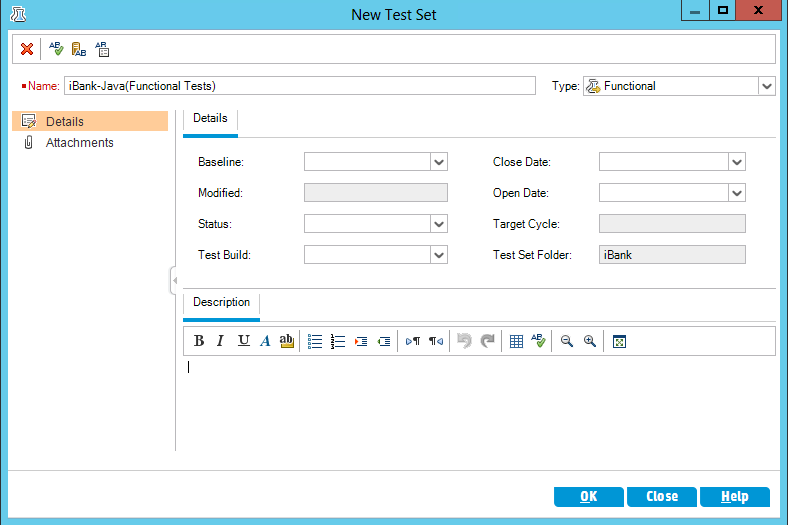 New Test Set
Name: iBank-Java(Functional Tests) Type: Functional
Details
Attachments
Details
Baseline: Close Date:
Modified: Open Date:
Status: Target Cycle:
Test Build: Test Set Folder: iBank
Description
B I U A ab
OK Close Help